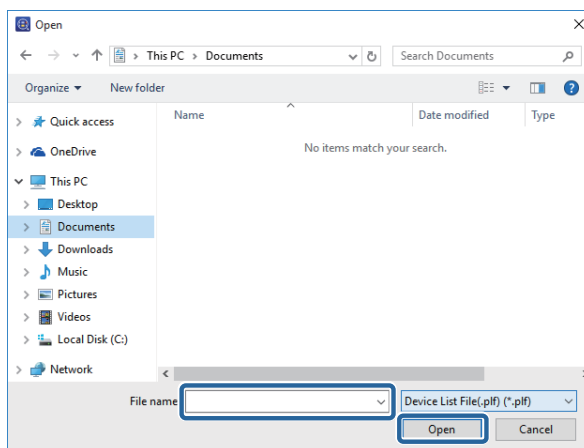 Open
This PC > Documents
Search Documents
Organize
New folder
Name
Date modified
Type
Quick access
No items match your search.
OneDrive
This PC
Desktop
Documents
Downloads
Music
Pictures
Videos
Local Disk (C:)
Network
File name
Device List File(.plf) (*.plf)
Open
Cancel